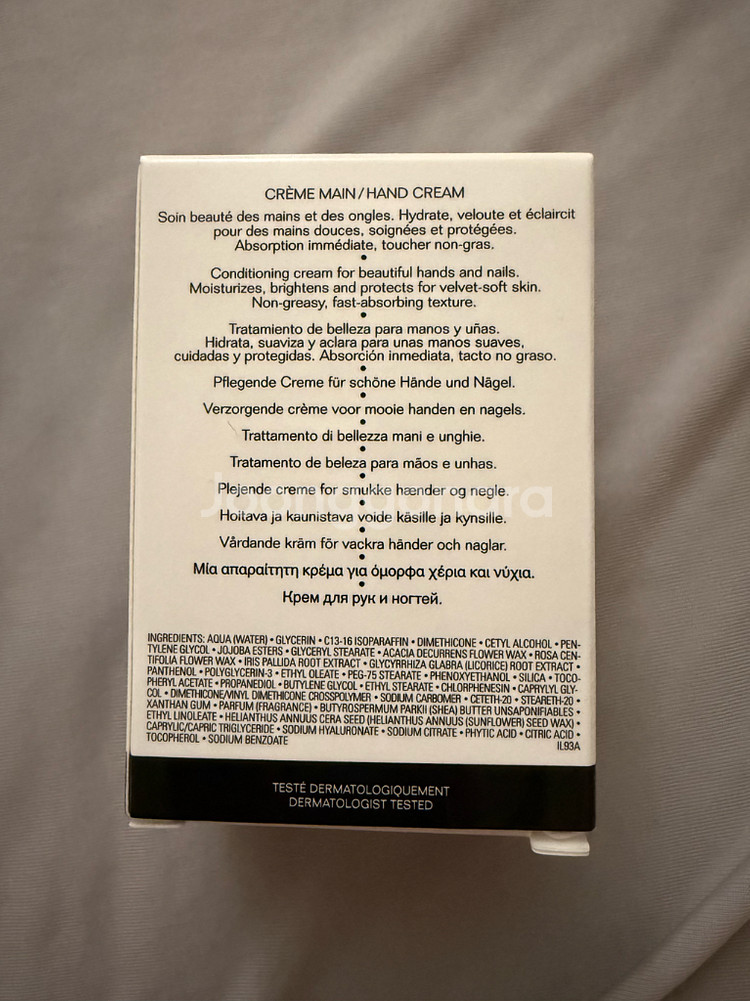 CRÈME MAIN/HAND CREAM
Soin beauté des mains et des ongles. Hydrate, veloute et éclaircit
pour des mains douces, soignées et protégées.
Absorption immédiate, toucher non-gras.
•
Conditioning cream for beautiful hands and nails.
Moisturizes, brightens and protects for velvet-soft skin.
Non-greasy, fast-absorbing texture.
•
Tratamiento de belleza para manos y uñas.
Hidrata, suaviza y aclara para unas manos suaves,
cuidadas y protegidas. Absorción inmediata, tacto no graso.
•
Pflegende Creme für schöne Hände und Nägel.
•
Verzorgende crème voor mooie handen en nagels.
•
Trattamento di bellezza mani e unghie.
•
Tratamento de beleza para mãos e unhas.
•
Plejende creme for smukke hænder og negle.
•
Hoitava ja kaunistava voide käsille ja kynsille.
•
Vårdande kräm för vackra händer och naglar.
•
Μία απαραίτητη κρέμα για όμορφα χέρια και νύχια.
•
Крем для рук и ногтей.
INGREDIENTS: AQUA (WATER) • GLYCERIN • C13-16 ISOPARAFFIN • DIMETHICONE • CETYL ALCOHOL • PEN-
TYLENE GLYCOL • JOJOBA ESTERS • GLYCERYL STEARATE • ACACIA DECURRENS FLOWER WAX • ROSA CEN-
TIFOLIA FLOWER WAX • IRIS PALLIDA ROOT EXTRACT • GLYCYRRHIZA GLABRA (LICORICE) ROOT EXTRACT •
PANTHENOL • POLYGLYCERIN-3 • ETHYL OLEATE • PEG-75 STEARATE • PHENOXYETHANOL • SILICA • TOCO-
PHERYL ACETATE • PROPANEDIOL • BUTYLENE GLYCOL • ETHYL STEARATE • CHLORPHENESIN • CAPRYLYL GLY-
COL • DIMETHICONE/VINYL DIMETHICONE CROSSPOLYMER • SODIUM CARBOMER • CETETH-20 • STEARETH-20 •
XANTHAN GUM • PARFUM (FRAGRANCE) • BUTYROSPERMUM PARKII (SHEA) BUTTER UNSAPONIFIABLES •
ETHYL LINOLEATE • HELIANTHUS ANNUUS CERA SEED (HELIANTHUS ANNUUS (SUNFLOWER) SEED WAX) •
CAPRYLIC/CAPRIC TRIGLYCERIDE • SODIUM HYALURONATE • SODIUM CITRATE • PHYTIC ACID • CITRIC ACID •
TOCOPHEROL • SODIUM BENZOATE
IL93A
TESTÉ DERMATOLOGIQUEMENT
DERMATOLOGIST TESTED